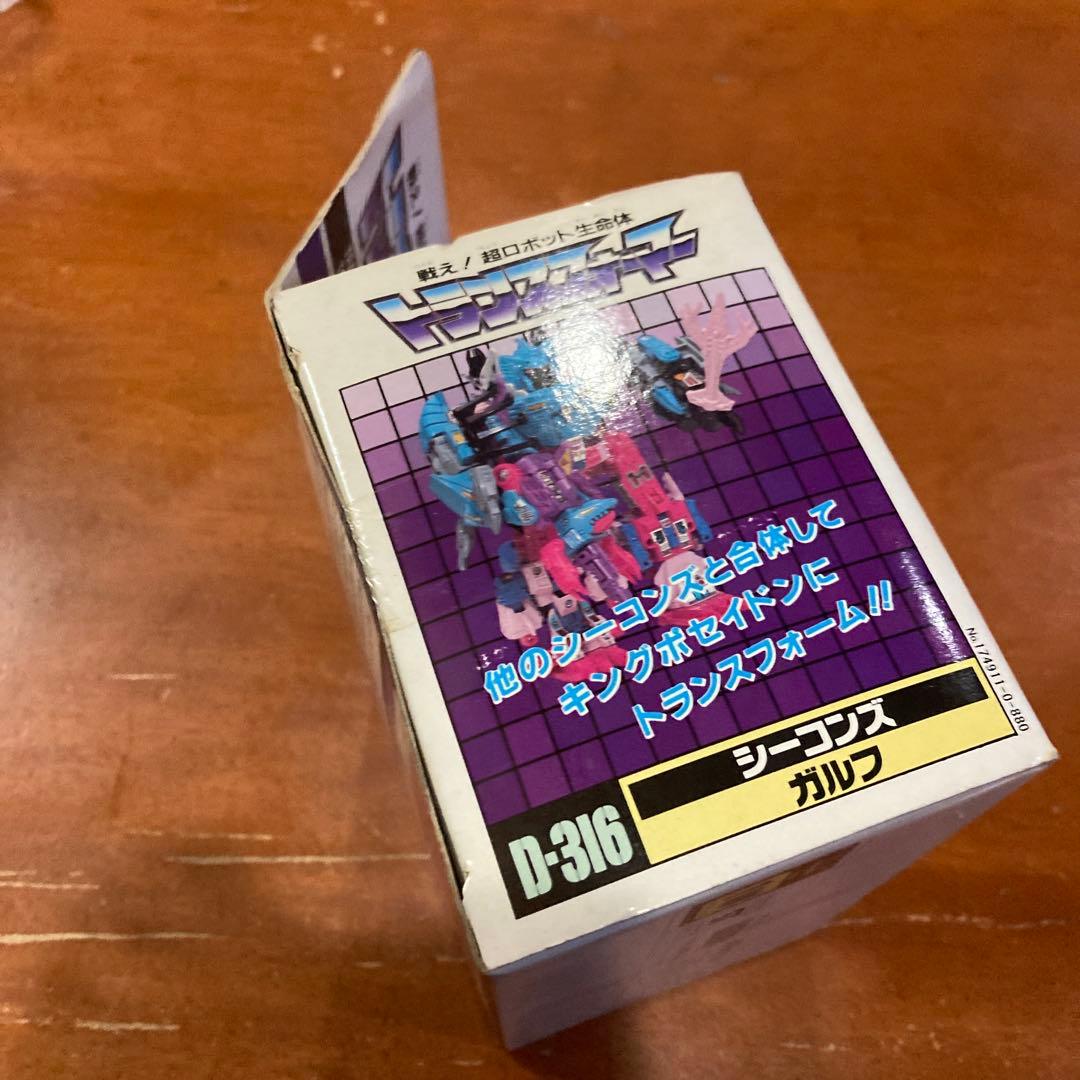 戦え！超ロボット生命体
トランスフォーマー
他のシーコンズと合体して
キングポセイドンに
トランスフォーム!!
No.174911-0-880
シーコンズ
ガルフ
D-316